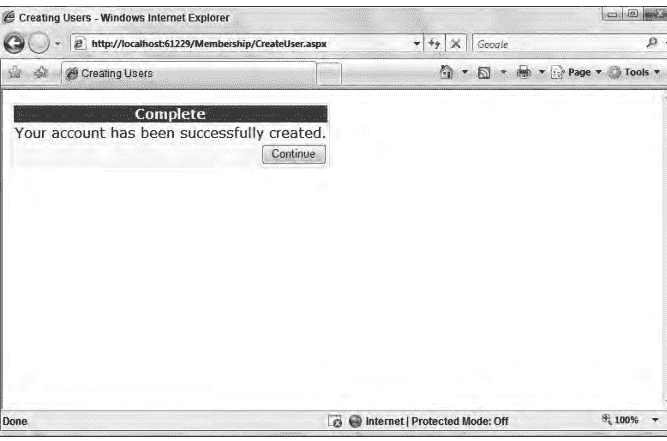 Creating Users - Windows Internet Explorer
http://localhost:61229/Membership/CreateUser.aspx
Google
Creating Users
Page
Tools
Complete
Your account has been successfully created.
Continue
Done
Internet | Protected Mode: Off
100%